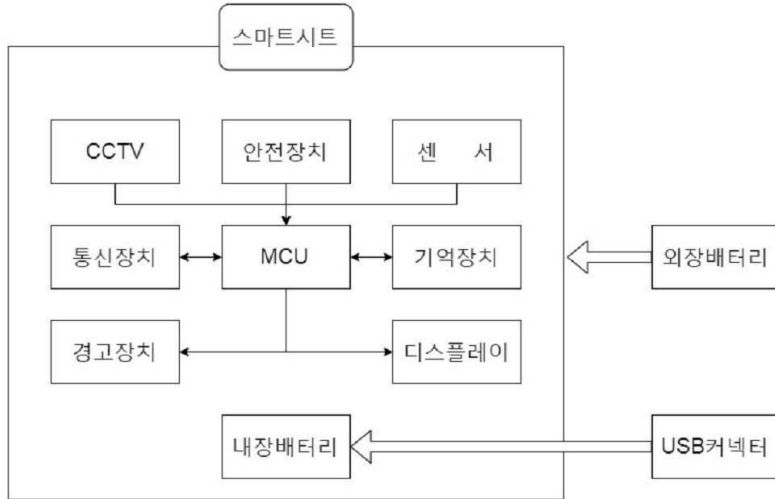 스마트시트
CCTV
안전장치
센 서
통신장치
MCU
기억장치
외장배터리
경고장치
디스플레이
내장배터리
USB커넥터